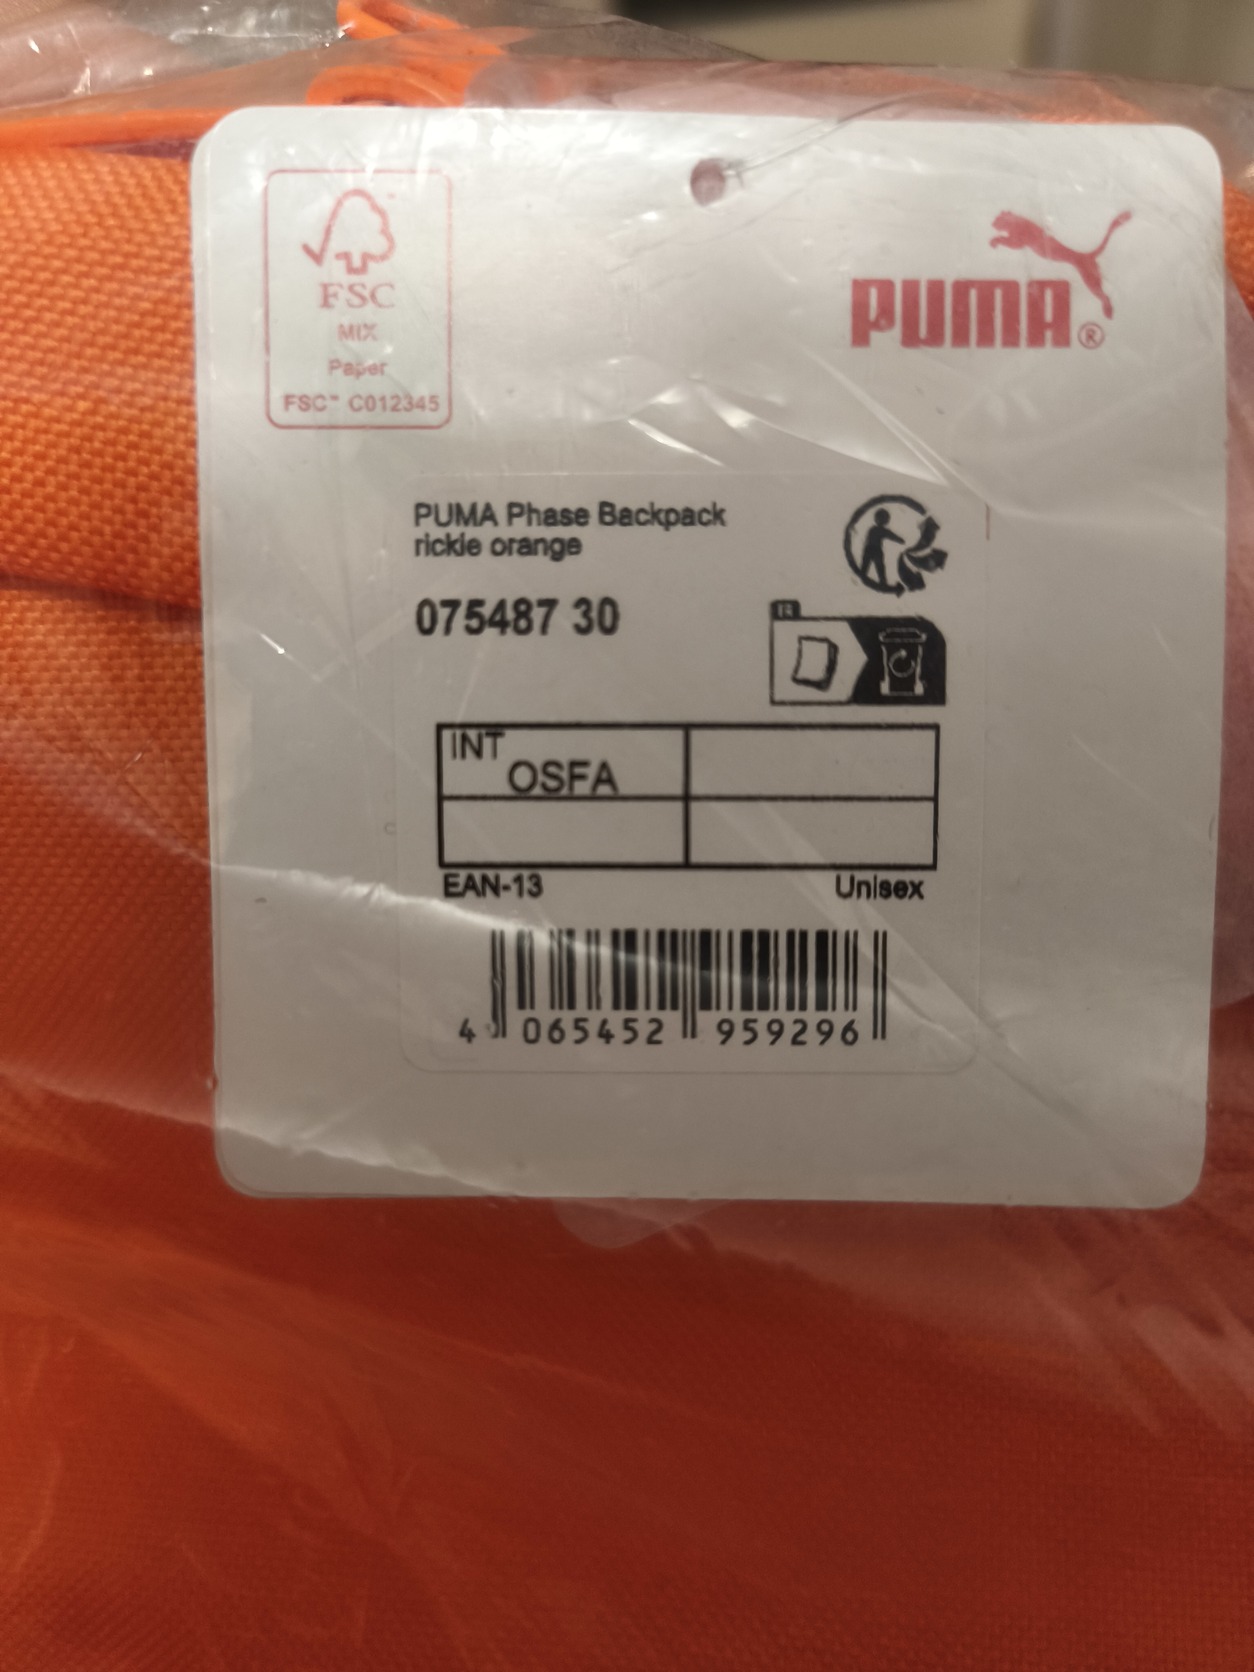 FSC
MIX
Paper
FSC™ C012345
PUMA®
PUMA Phase Backpack
rickie orange
075487 30
FR
INT
OSFA
EAN-13 Unisex
4 065452 959296